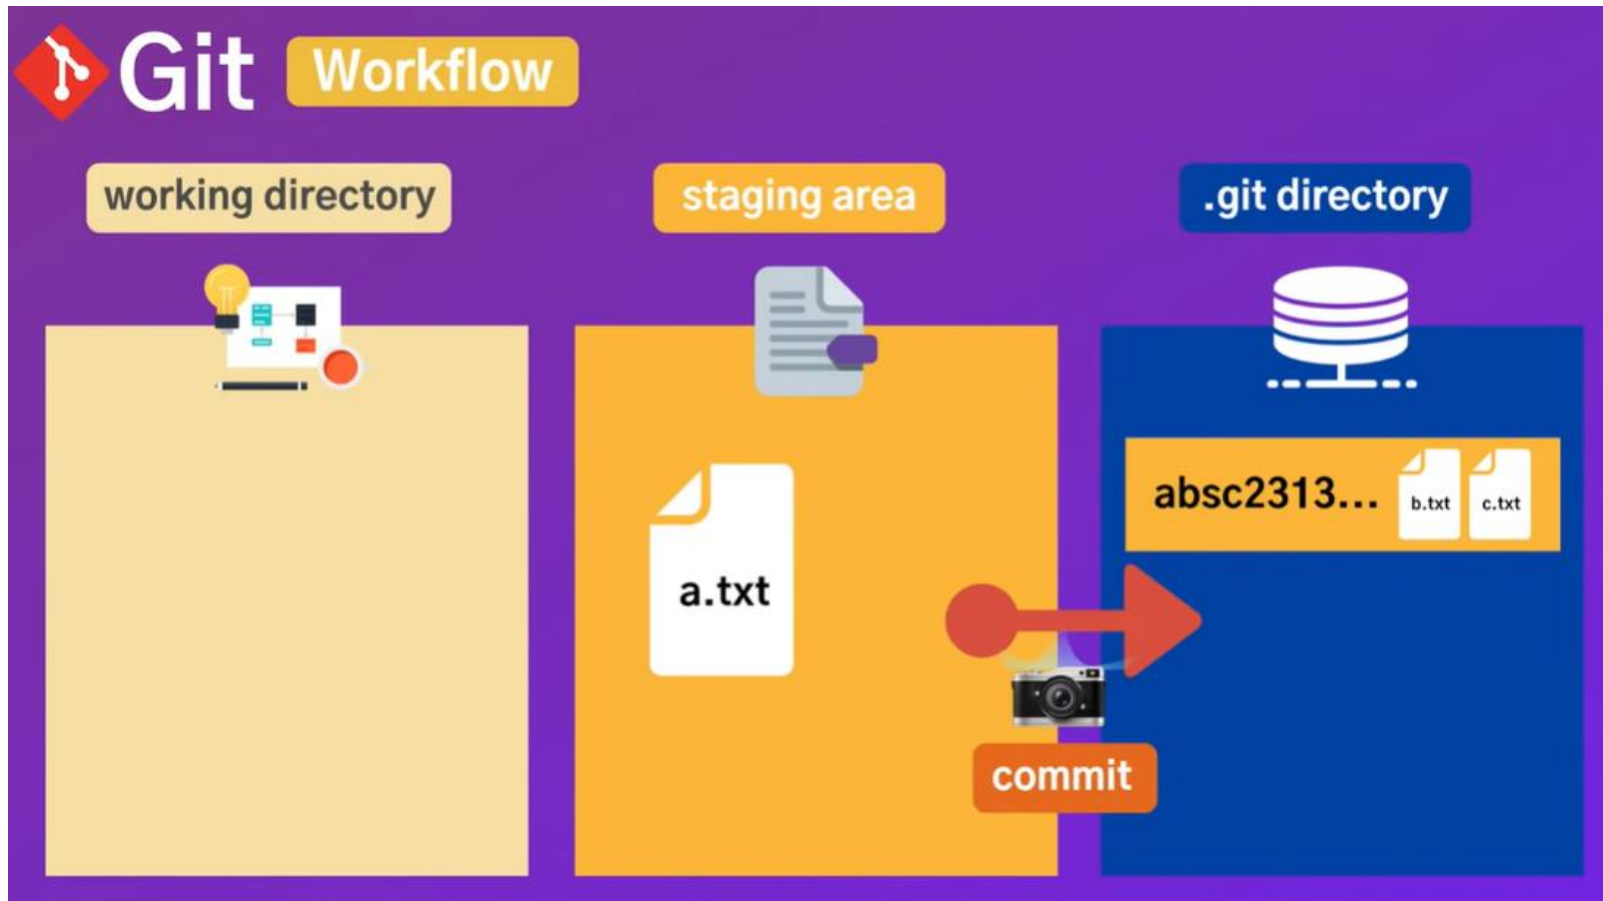 Git Workflow
working directory
staging area
.git directory
absc2313...
b.txt
c.txt
a.txt
commit